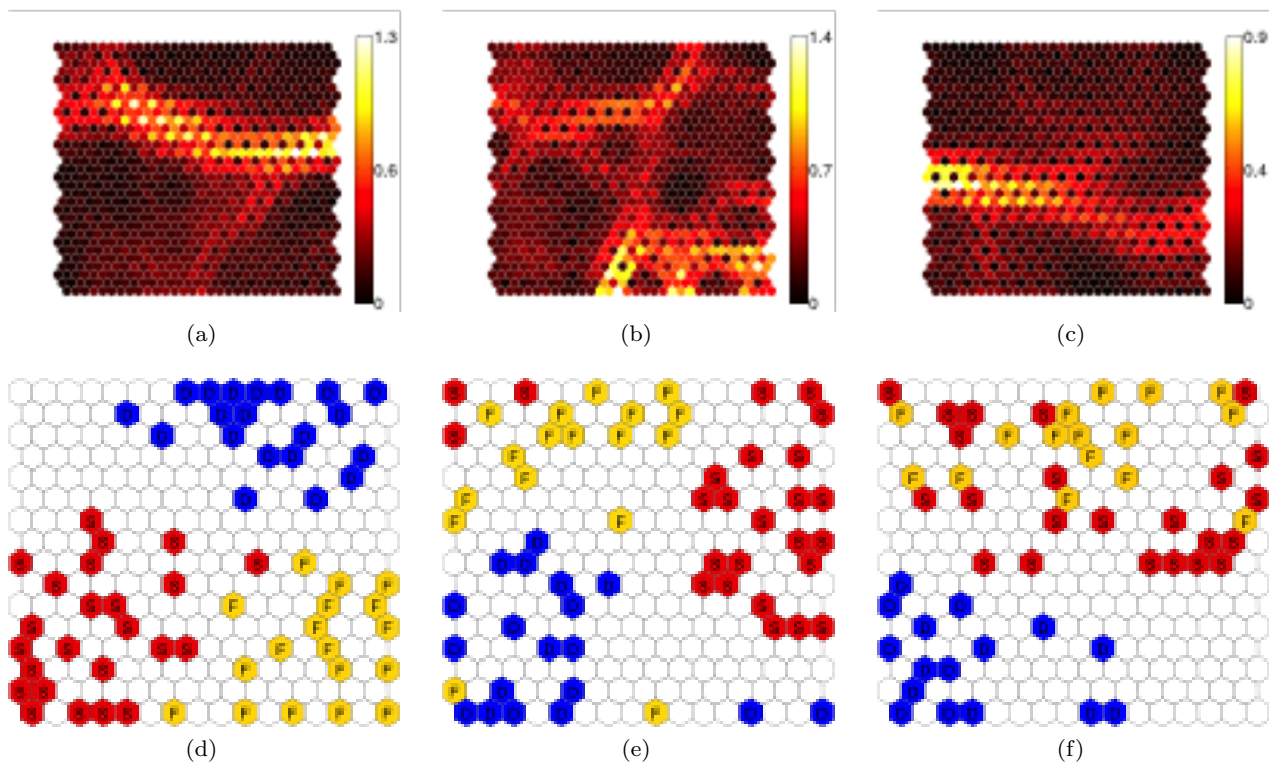 1.3
0.6
0
1.4
0.7
0
0.9
0.4
0
(a)
(b)
(c)
D D D D D D D
D D D D
D D D
D D D
D
D D
S
S S
S S S F
S S F F
S S F F F
S S F F
S S S S F F
S S F F F
S S
S S S S F F F F F
S S F F S S
F F F F S
S F F F F
F S S
F S
F S S S S
F F S
D S S
D D S S S
D D S S
D D S
D S S S
D D D
F D D
D D D D F D D
S F F F S
F S S S F F
S F F F F
F S
F F S F S
S S F S
S S S F
S S
S S S S S S
D
D D
D D
D D D
D D
D
D D D D D
(d)
(e)
(f)